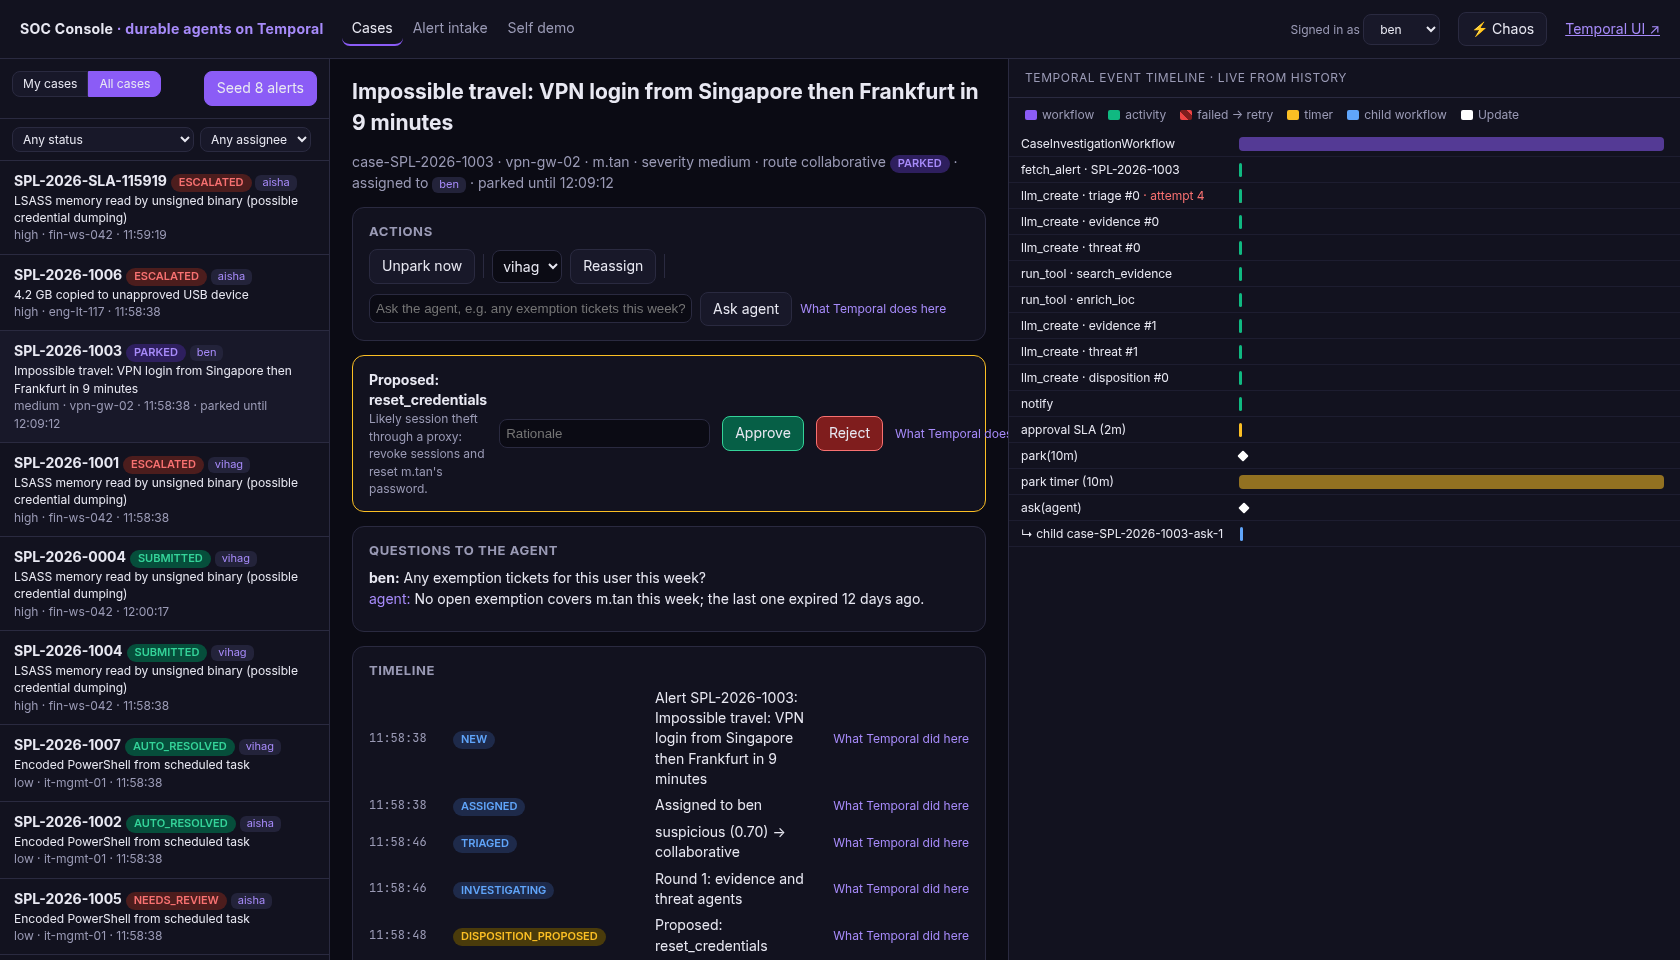 SOC Console · durable agents on Temporal
Cases
Alert intake
Self demo
Signed in as
ben
⚡ Chaos
Temporal UI ↗
My cases
All cases
Seed 8 alerts
Any status
Any assignee
SPL-2026-SLA-115919 ESCALATED aisha
LSASS memory read by unsigned binary (possible
credential dumping)
high · fin-ws-042 · 11:59:19
SPL-2026-1006 ESCALATED aisha
4.2 GB copied to unapproved USB device
high · eng-lt-117 · 11:58:38
SPL-2026-1003 PARKED ben
Impossible travel: VPN login from Singapore then
Frankfurt in 9 minutes
medium · vpn-gw-02 · 11:58:38 · parked until
12:09:12
SPL-2026-1001 ESCALATED vihag
LSASS memory read by unsigned binary (possible
credential dumping)
high · fin-ws-042 · 11:58:38
SPL-2026-0004 SUBMITTED vihag
LSASS memory read by unsigned binary (possible
credential dumping)
high · fin-ws-042 · 12:00:17
SPL-2026-1004 SUBMITTED vihag
LSASS memory read by unsigned binary (possible
credential dumping)
high · fin-ws-042 · 11:58:38
SPL-2026-1007 AUTO_RESOLVED vihag
Encoded PowerShell from scheduled task
low · it-mgmt-01 · 11:58:38
SPL-2026-1002 AUTO_RESOLVED aisha
Encoded PowerShell from scheduled task
low · it-mgmt-01 · 11:58:38
SPL-2026-1005 NEEDS_REVIEW aisha
Encoded PowerShell from scheduled task
low · it-mgmt-01 · 11:58:38
Impossible travel: VPN login from Singapore then Frankfurt in
9 minutes
case-SPL-2026-1003 · vpn-gw-02 · m.tan · severity medium · route collaborative PARKED ·
assigned to ben · parked until 12:09:12
ACTIONS
Unpark now
vihag
Reassign
Ask the agent, e.g. any exemption tickets this week?
Ask agent
What Temporal does here
Proposed:
reset_credentials
Likely session theft
through a proxy:
revoke sessions and
reset m.tan's
password.
Rationale
Approve
Reject
What Temporal does
QUESTIONS TO THE AGENT
ben: Any exemption tickets for this user this week?
agent: No open exemption covers m.tan this week; the last one expired 12 days ago.
TIMELINE
11:58:38
NEW
Alert SPL-2026-1003:
Impossible travel: VPN
login from Singapore
then Frankfurt in 9
minutes
What Temporal did here
11:58:38
ASSIGNED
Assigned to ben
What Temporal did here
11:58:46
TRIAGED
suspicious (0.70) →
collaborative
What Temporal did here
11:58:46
INVESTIGATING
Round 1: evidence and
threat agents
What Temporal did here
11:58:48
DISPOSITION_PROPOSED
Proposed:
reset_credentials
What Temporal did here
TEMPORAL EVENT TIMELINE · LIVE FROM HISTORY
workflow
activity
failed → retry
timer
child workflow
Update
CaseInvestigationWorkflow
fetch_alert · SPL-2026-1003
llm_create · triage #0 · attempt 4
llm_create · evidence #0
llm_create · threat #0
run_tool · search_evidence
run_tool · enrich_ioc
llm_create · evidence #1
llm_create · threat #1
llm_create · disposition #0
notify
approval SLA (2m)
park(10m)
park timer (10m)
ask(agent)
↳ child case-SPL-2026-1003-ask-1